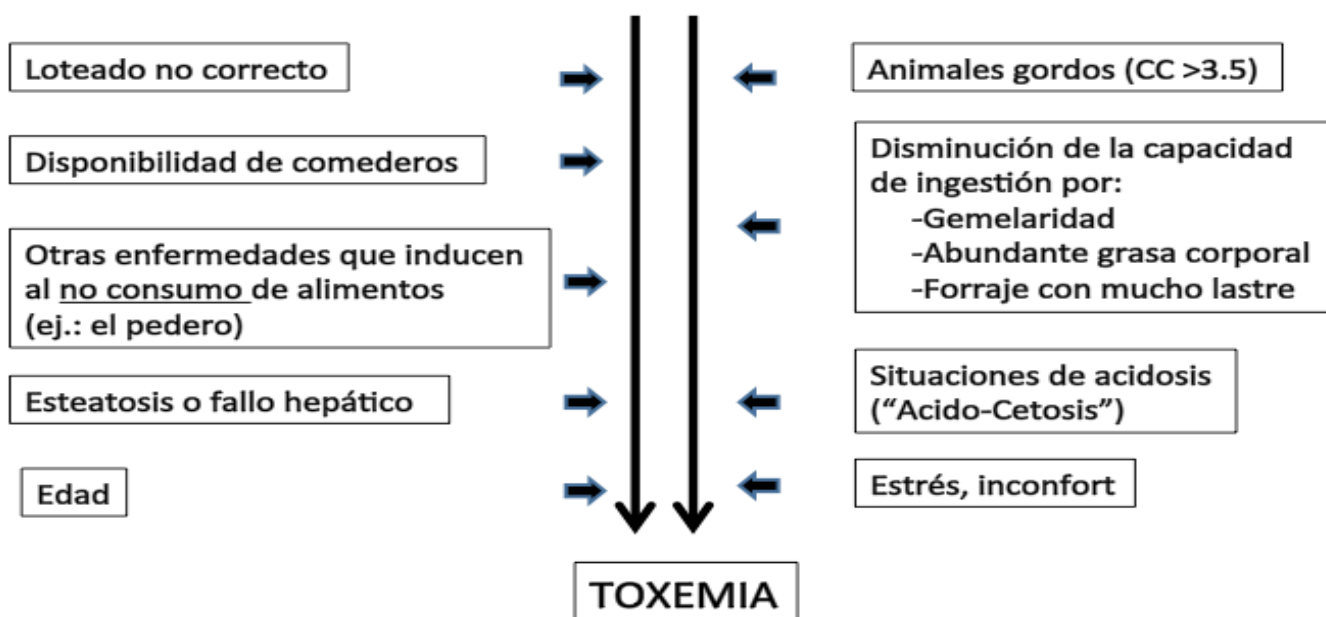 Loteado no correcto
Disponibilidad de comederos
Otras enfermedades que inducen
al no consumo de alimentos
(ej.: el pedero)
Esteatosis o fallo hepático
Edad
Animales gordos (CC >3.5)
Disminución de la capacidad
de ingestión por:
-Gemelaridad
-Abundante grasa corporal
-Forraje con mucho lastre
Situaciones de acidosis
(“Acido-Cetosis”)
Estrés, inconfort
TOXEMIA